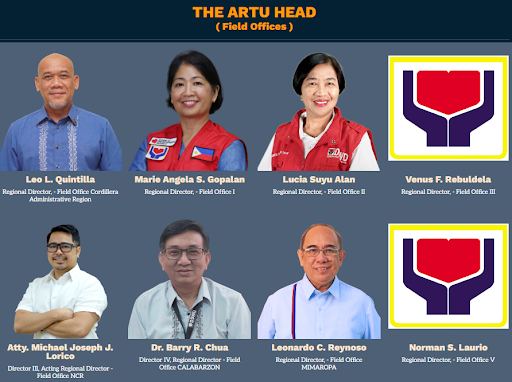 THE ARTU HEAD
( Field Offices )
Leo L. Quintilla
Regional Director, - Field Office Cordillera
Administrative Region
Marie Angela S. Gopalan
Regional Director, - Field Office I
Lucia Suyu Alan
Regional Director, - Field Office II
Venus F. Rebuldela
Regional Director, - Field Office III
Atty. Michael Joseph J.
Lorico
Director III, Acting Regional Director -
Field Office NCR
Dr. Barry R. Chua
Director IV, Regional Director - Field
Office CALABARZON
Leonardo C. Reynoso
Regional Director, - Field Office
MIMAROPA
Norman S. Laurio
Regional Director, - Field Office V